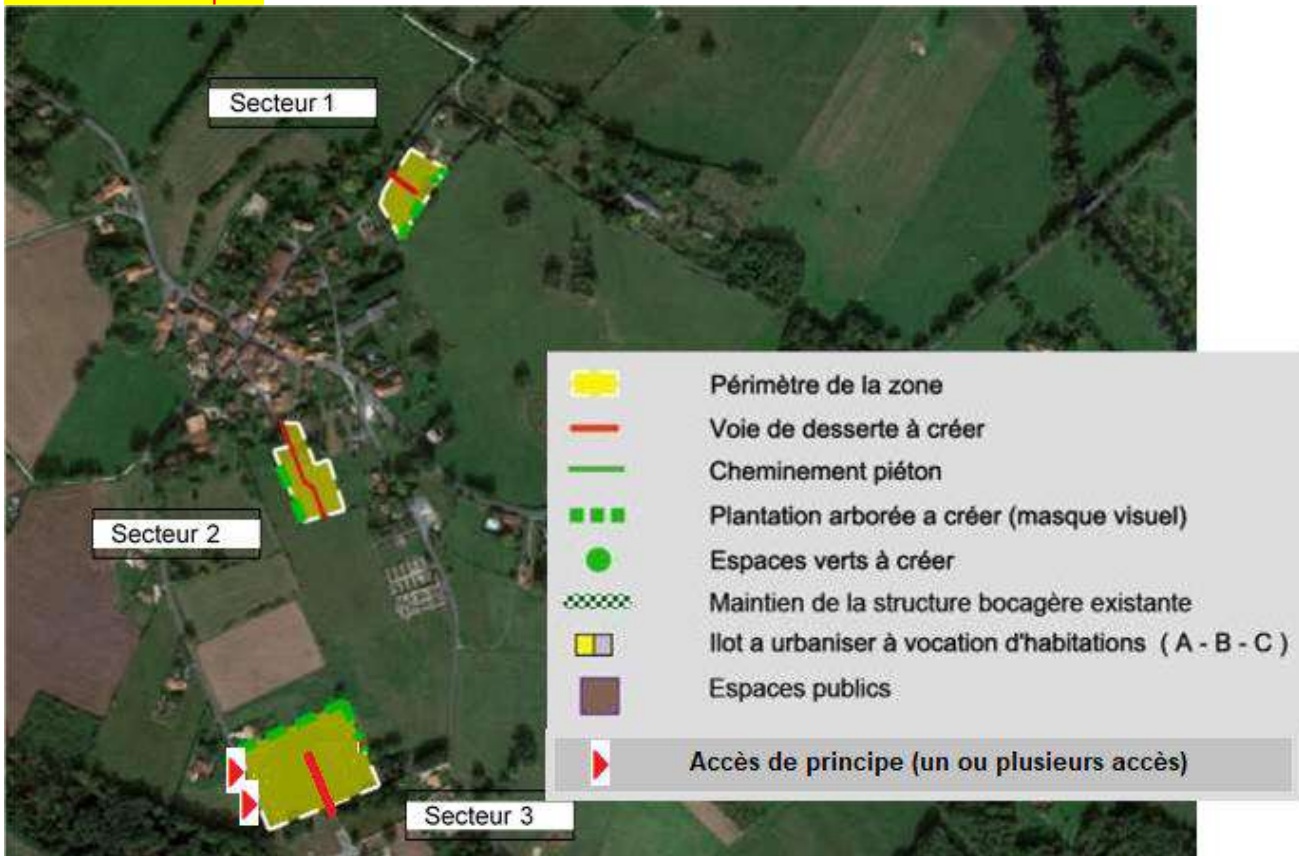 Secteur 1
Périmètre de la zone
Voie de desserte à créer
Cheminement piéton
Plantation arborée a créer (masque visuel)
Secteur 2
Espaces verts à créer
Maintien de la structure bocagère existante
Ilot a urbaniser à vocation d'habitations ( A - B - C )
Espaces publics
Accès de principe (un ou plusieurs accès)
Secteur 3